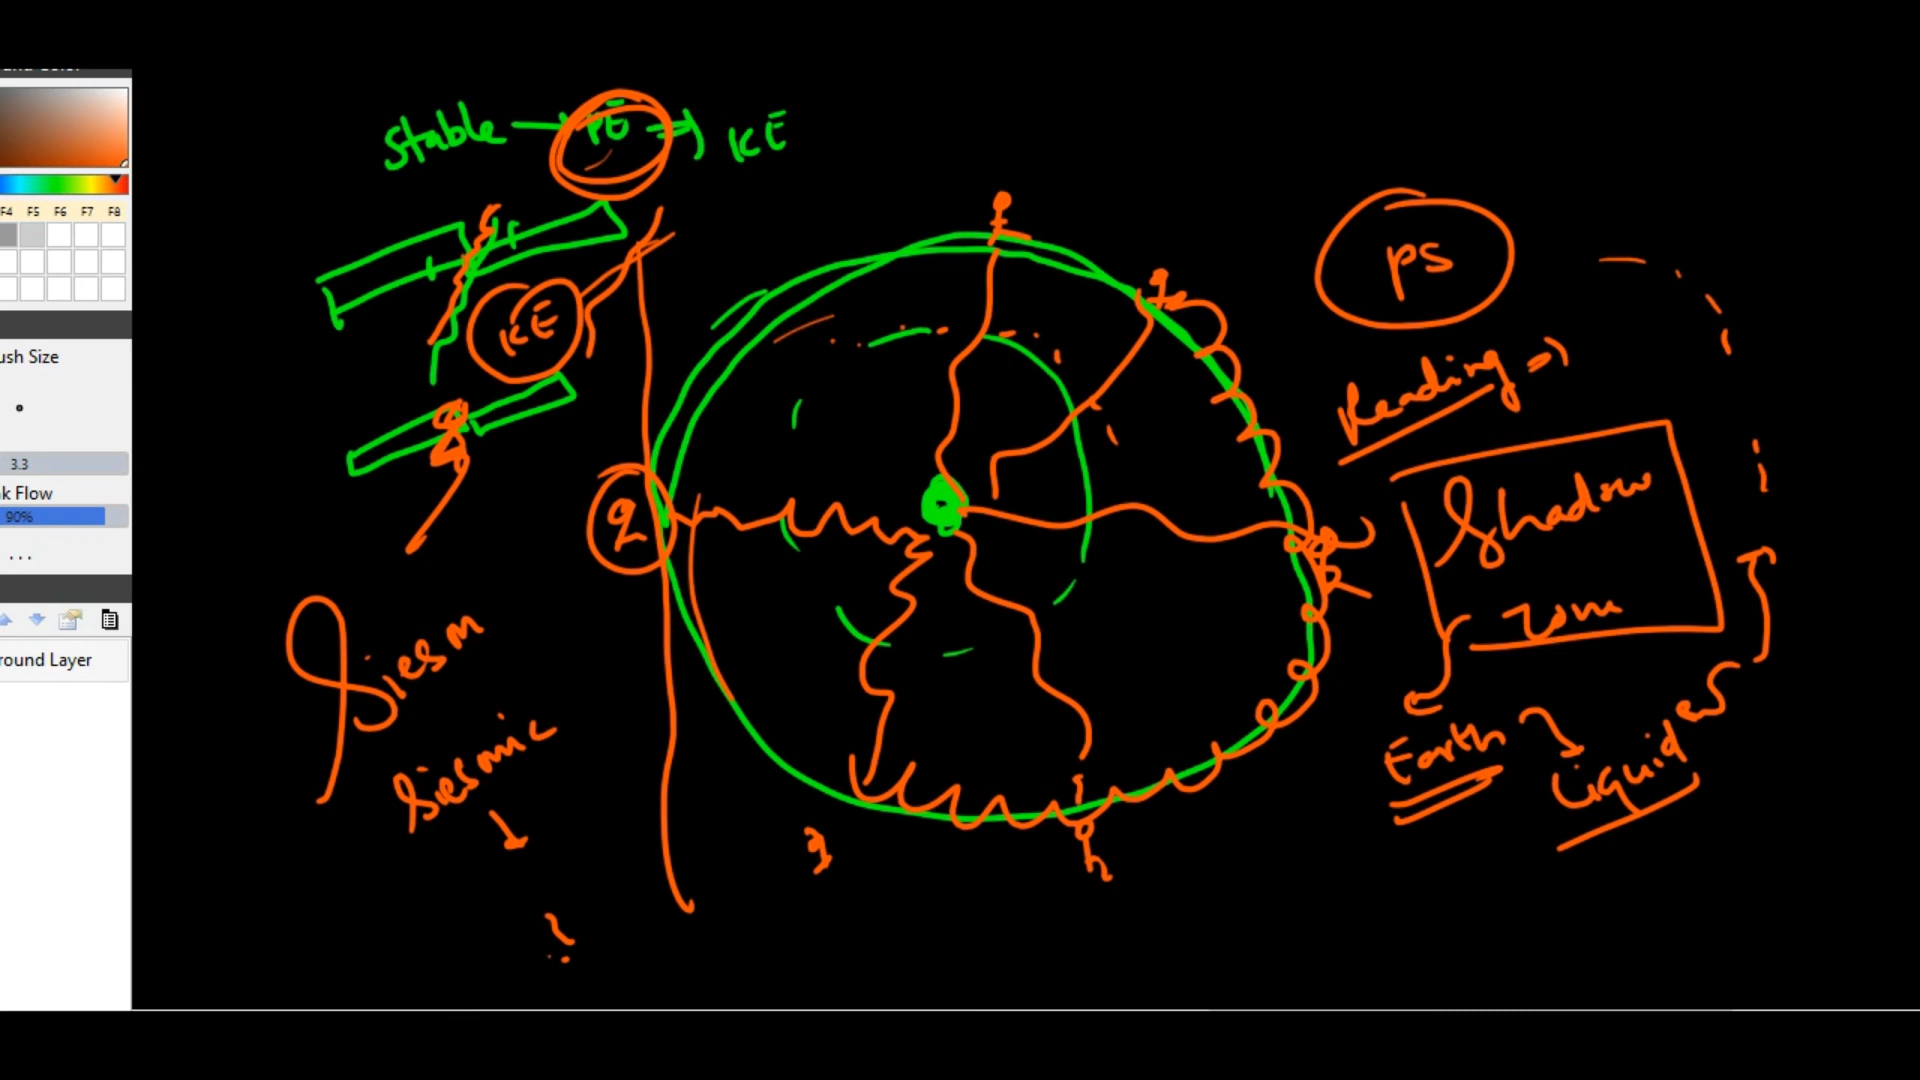 Stable → PE → KE
F4 F5 F6 F7 F8
PS
KE
ush Size
Reading ⇒
3.3
k Flow
90%
...
Shadow
Zone
Siesm
round Layer
Siesmic
Earth
Liquid
h
?